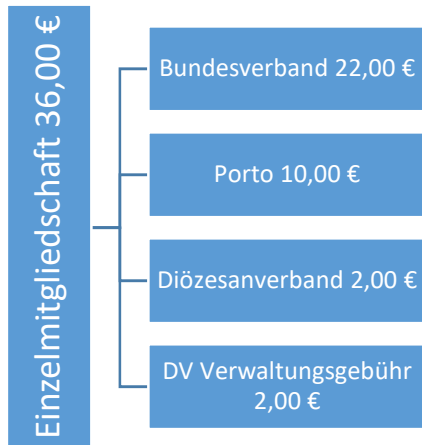 Einzelmitgliedschaft 36,00 €
Bundesverband 22,00 €
Porto 10,00 €
Diözesanverband 2,00 €
DV Verwaltungsgebühr
2,00 €